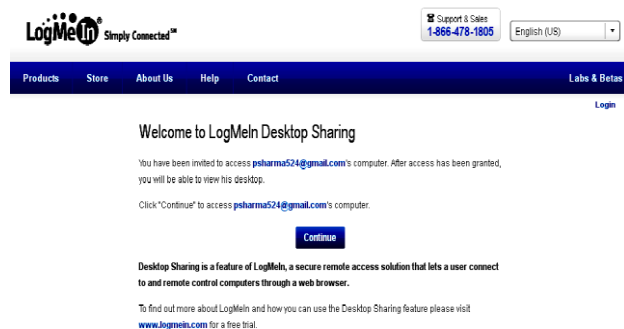 LogMeIn® Simply Connected℠
Support & Sales
1-866-478-1805
English (US)
Products Store About Us Help Contact Labs & Betas
Login
Welcome to LogMeIn Desktop Sharing
You have been invited to access psharma524@gmail.com's computer. After access has been granted,
you will be able to view his desktop.
Click "Continue" to access psharma524@gmail.com's computer.
Continue
Desktop Sharing is a feature of LogMeIn, a secure remote access solution that lets a user connect
to and remote control computers through a web browser.
To find out more about LogMeIn and how you can use the Desktop Sharing feature please visit
www.logmein.com for a free trial.